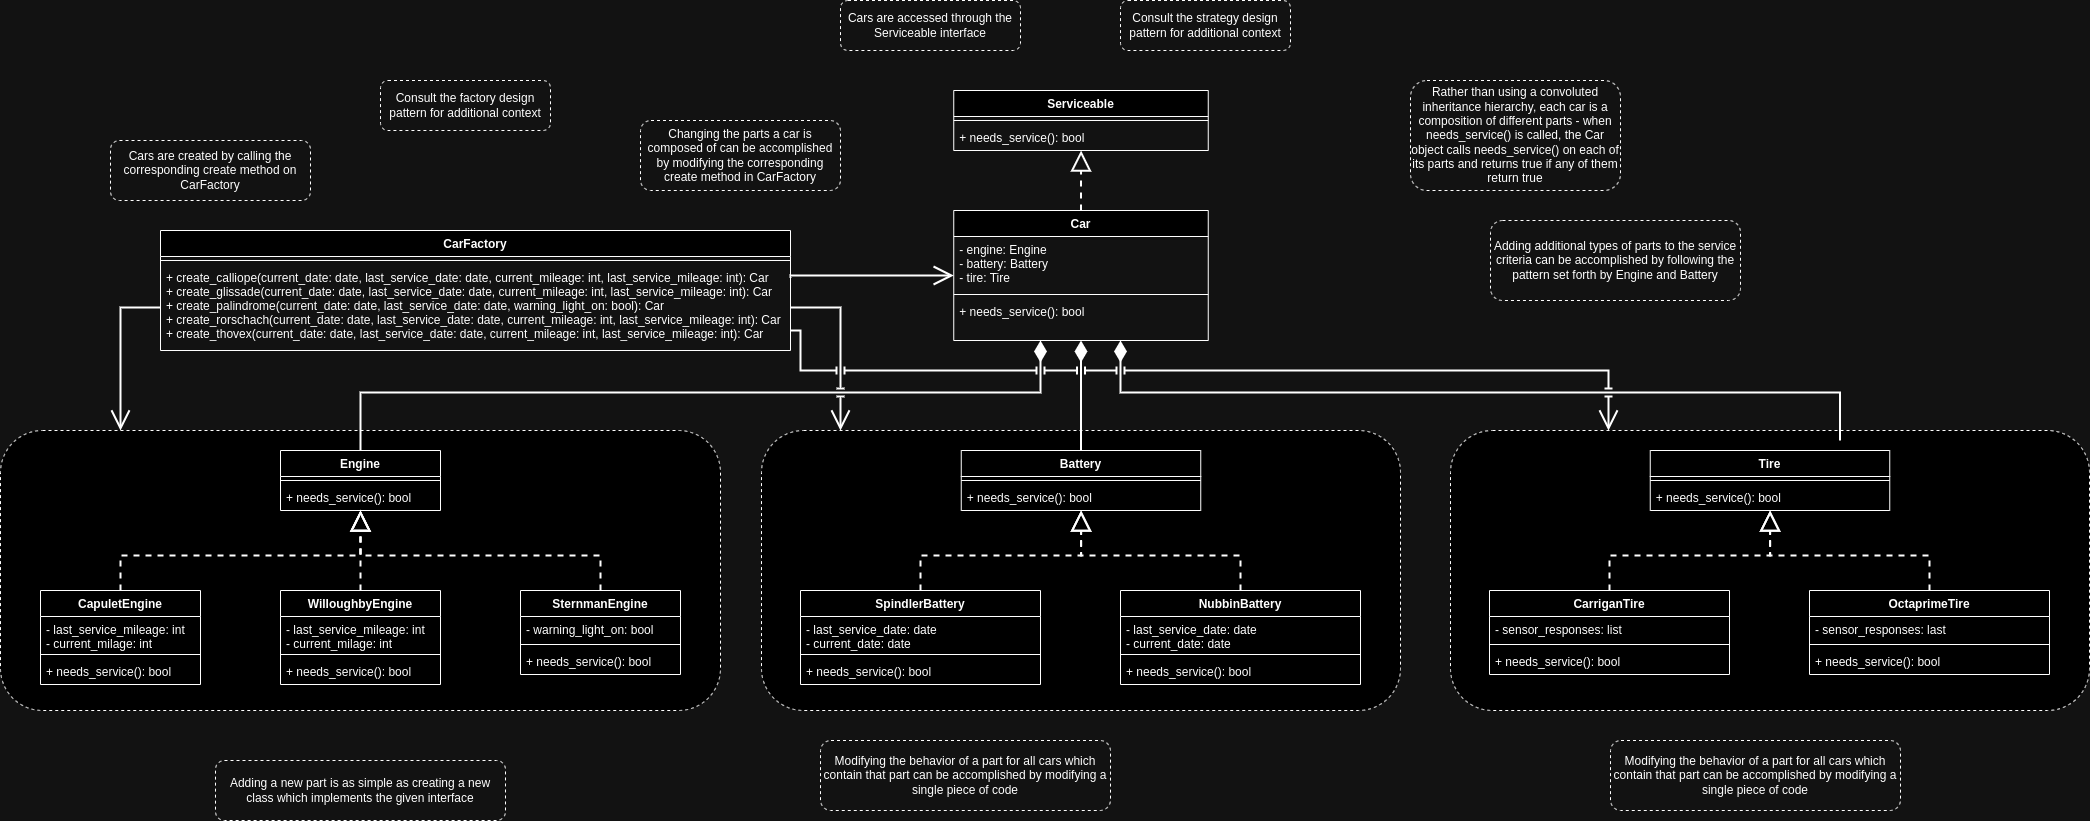 Cars are accessed through the
Serviceable interface
Consult the strategy design
pattern for additional context
Consult the factory design
pattern for additional context
Rather than using a convoluted
inheritance hierarchy, each car is a
composition of different parts - when
needs_service() is called, the Car
object calls needs_service() on each of
its parts and returns true if any of them
return true
Cars are created by calling the
corresponding create method on
CarFactory
Changing the parts a car is
composed of can be accomplished
by modifying the corresponding
create method in CarFactory
Serviceable
+ needs_service(): bool
Adding additional types of parts to the service
criteria can be accomplished by following the
pattern set forth by Engine and Battery
CarFactory
+ create_calliope(current_date: date, last_service_date: date, current_mileage: int, last_service_mileage: int): Car
+ create_glissade(current_date: date, last_service_date: date, current_mileage: int, last_service_mileage: int): Car
+ create_palindrome(current_date: date, last_service_date: date, warning_light_on: bool): Car
+ create_rorschach(current_date: date, last_service_date: date, current_mileage: int, last_service_mileage: int): Car
+ create_thovex(current_date: date, last_service_date: date, current_mileage: int, last_service_mileage: int): Car
Car
- engine: Engine
- battery: Battery
- tire: Tire
+ needs_service(): bool
Engine
+ needs_service(): bool
CapuletEngine
- last_service_mileage: int
- current_milage: int
+ needs_service(): bool
WilloughbyEngine
- last_service_mileage: int
- current_milage: int
+ needs_service(): bool
SternmanEngine
- warning_light_on: bool
+ needs_service(): bool
Battery
+ needs_service(): bool
SpindlerBattery
- last_service_date: date
- current_date: date
+ needs_service(): bool
NubbinBattery
- last_service_date: date
- current_date: date
+ needs_service(): bool
Tire
+ needs_service(): bool
CarriganTire
- sensor_responses: list
+ needs_service(): bool
OctaprimeTire
- sensor_responses: last
+ needs_service(): bool
Adding a new part is as simple as creating a new
class which implements the given interface
Modifying the behavior of a part for all cars which
contain that part can be accomplished by modifying a
single piece of code
Modifying the behavior of a part for all cars which
contain that part can be accomplished by modifying a
single piece of code